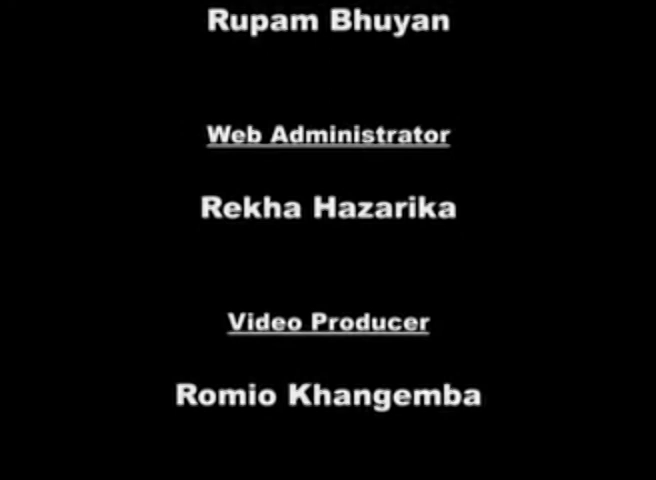 Rupam Bhuyan
Web Administrator
Rekha Hazarika
Video Producer
Romio Khangemba